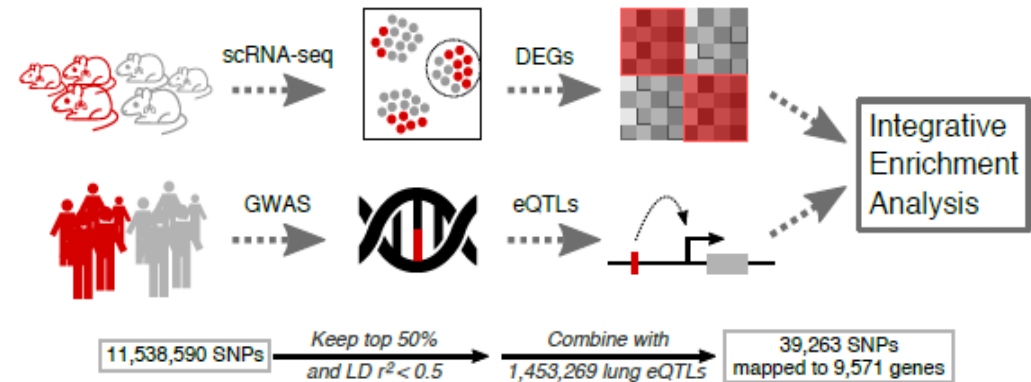 scRNA-seq
DEGs
Integrative
Enrichment
Analysis
GWAS
eQTLs
11,538,590 SNPs
Keep top 50%
and LD r² < 0.5
Combine with
1,453,269 lung eQTLs
39,263 SNPs
mapped to 9,571 genes